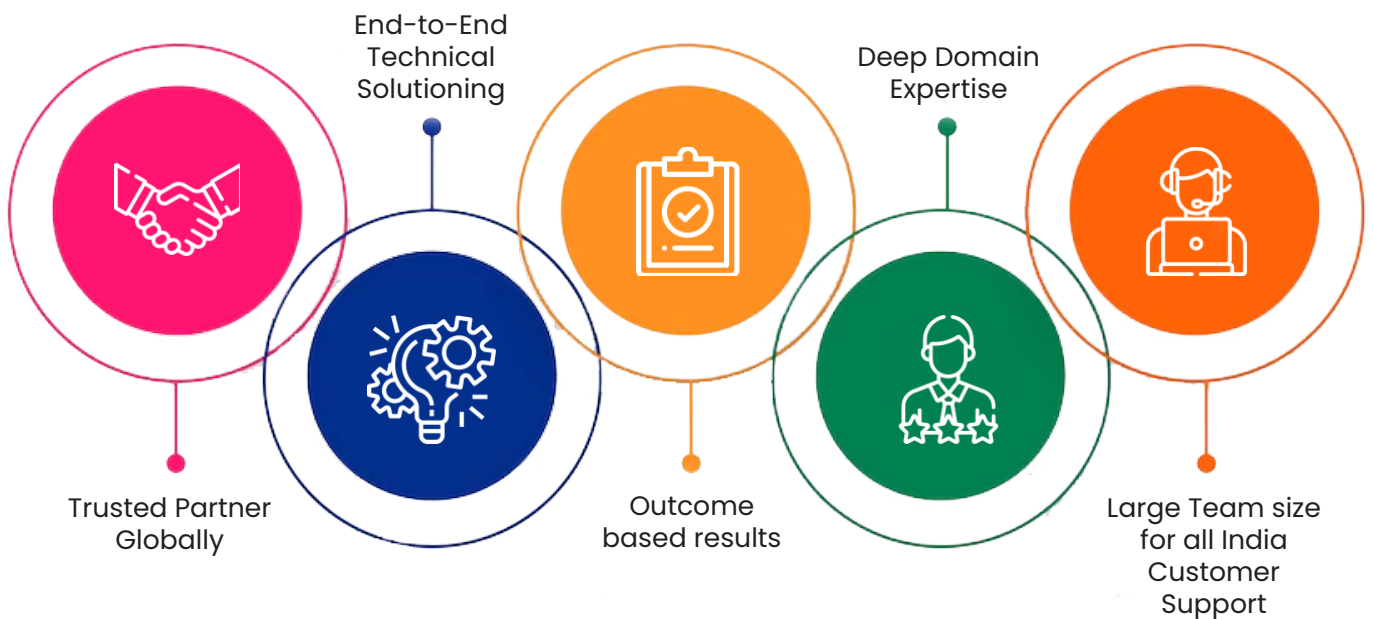 Trusted Partner
Globally
End-to-End
Technical
Solutioning
Outcome
based results
Deep Domain
Expertise
Large Team size
for all India
Customer
Support